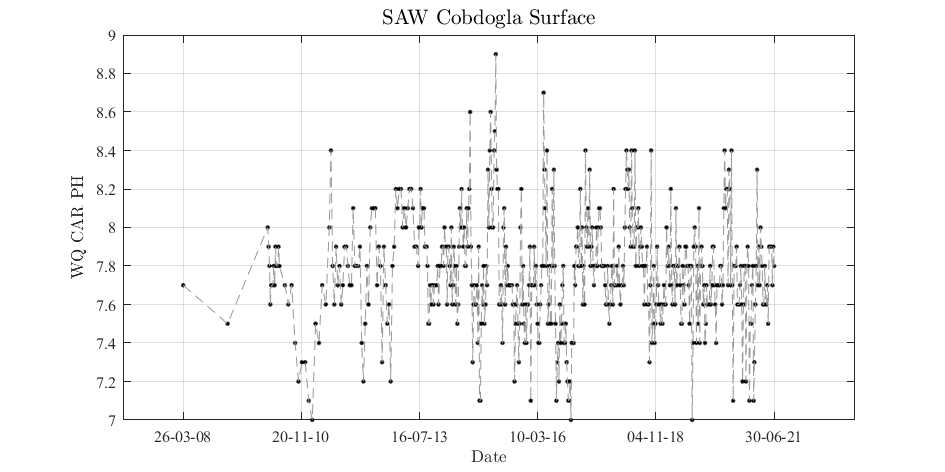 SAW Cobdogla Surface
WQ CAR PH
9
8.8
8.6
8.4
8.2
8
7.8
7.6
7.4
7.2
7
26-03-08 20-11-10 16-07-13 10-03-16 04-11-18 30-06-21
Date